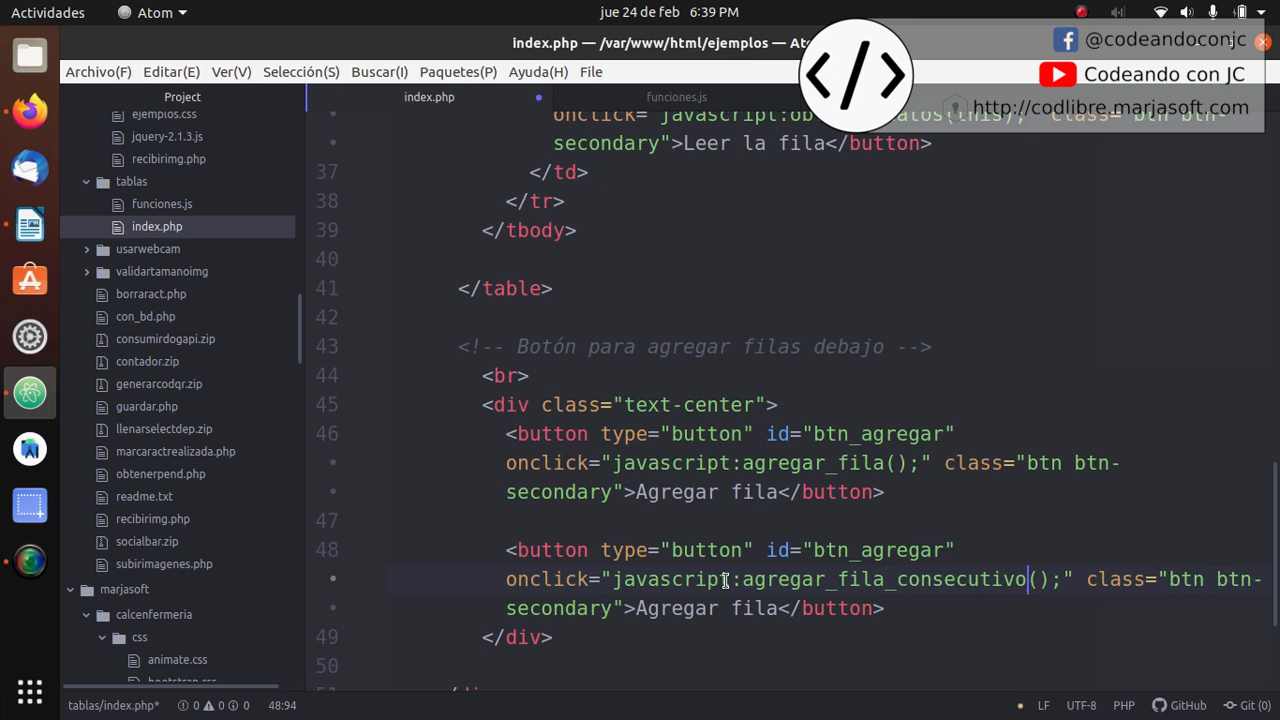 Actividades
Atom
jue 24 de feb 6:39 PM
index.php — /var/www/html/ejemplos — Ato
@codeandoconjc
Archivo(F) Editar(E) Ver(V) Selección(S) Buscar(I) Paquetes(P) Ayuda(H) File
Codeando con JC
http://codlibre.marjasoft.com
Project
index.php
funciones.js
ejemplos.css
jquery-2.1.3.js
recibirimg.php
tablas
funciones.js
index.php
usarwebcam
validartamanoimg
borraract.php
con_bd.php
consumirdogapi.zip
contador.zip
generarcodqr.zip
guardar.php
llenarselectdep.zip
marcaractrealizada.php
obtenerpend.php
readme.txt
recibirimg.php
socialbar.zip
subirimagenes.php
marjasoft
calcenfermeria
css
animate.css
secondary">Leer la fila</button>
37 </td>
38 </tr>
39 </tbody>
40
41 </table>
42
43 <!-- Botón para agregar filas debajo -->
44 <br>
45 <div class="text-center">
46 <button type="button" id="btn_agregar"
onclick="javascript:agregar_fila();" class="btn btn-
secondary">Agregar fila</button>
47
48 <button type="button" id="btn_agregar"
onclick="javascript:agregar_fila_consecutivo();" class="btn btn-
secondary">Agregar fila</button>
49 </div>
50
tablas/index.php* 0 0 0 48:94
LF UTF-8 PHP GitHub Git (0)